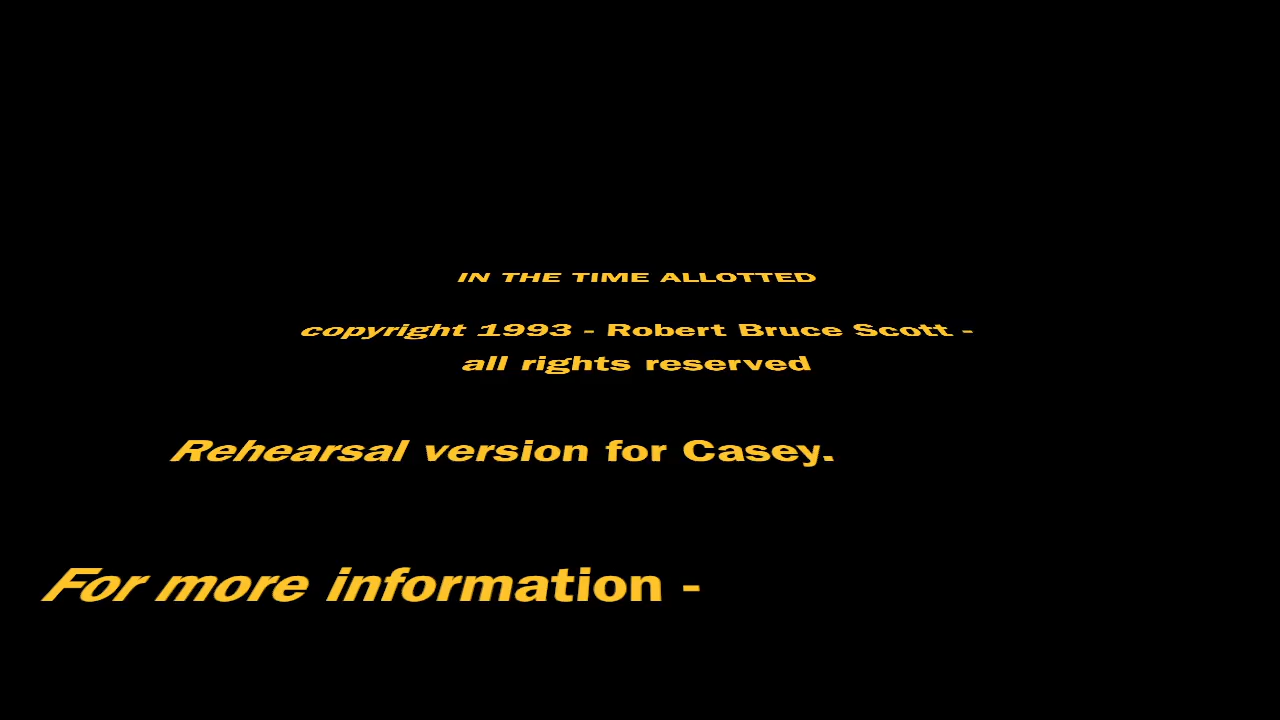 IN THE TIME ALLOTTED
copyright 1993 - Robert Bruce Scott -
all rights reserved
Rehearsal version for Casey.
For more information -